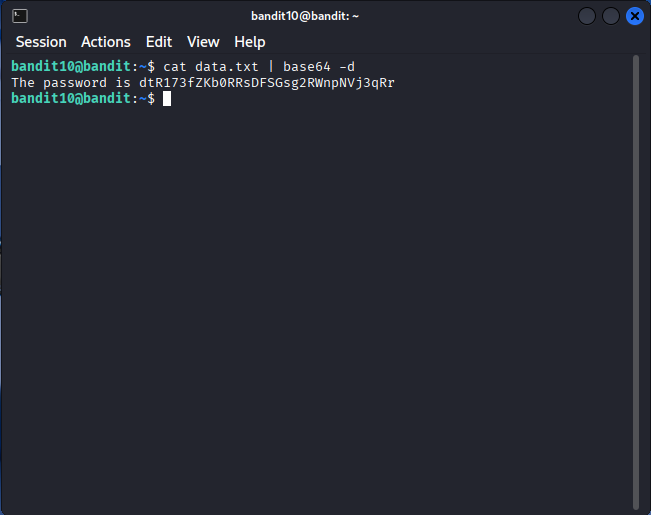 bandit10@bandit: ~
Session Actions Edit View Help
bandit10@bandit:~$ cat data.txt | base64 -d
The password is dtR173fZKb0RRsDFSGsg2RWnpNVj3qRr
bandit10@bandit:~$